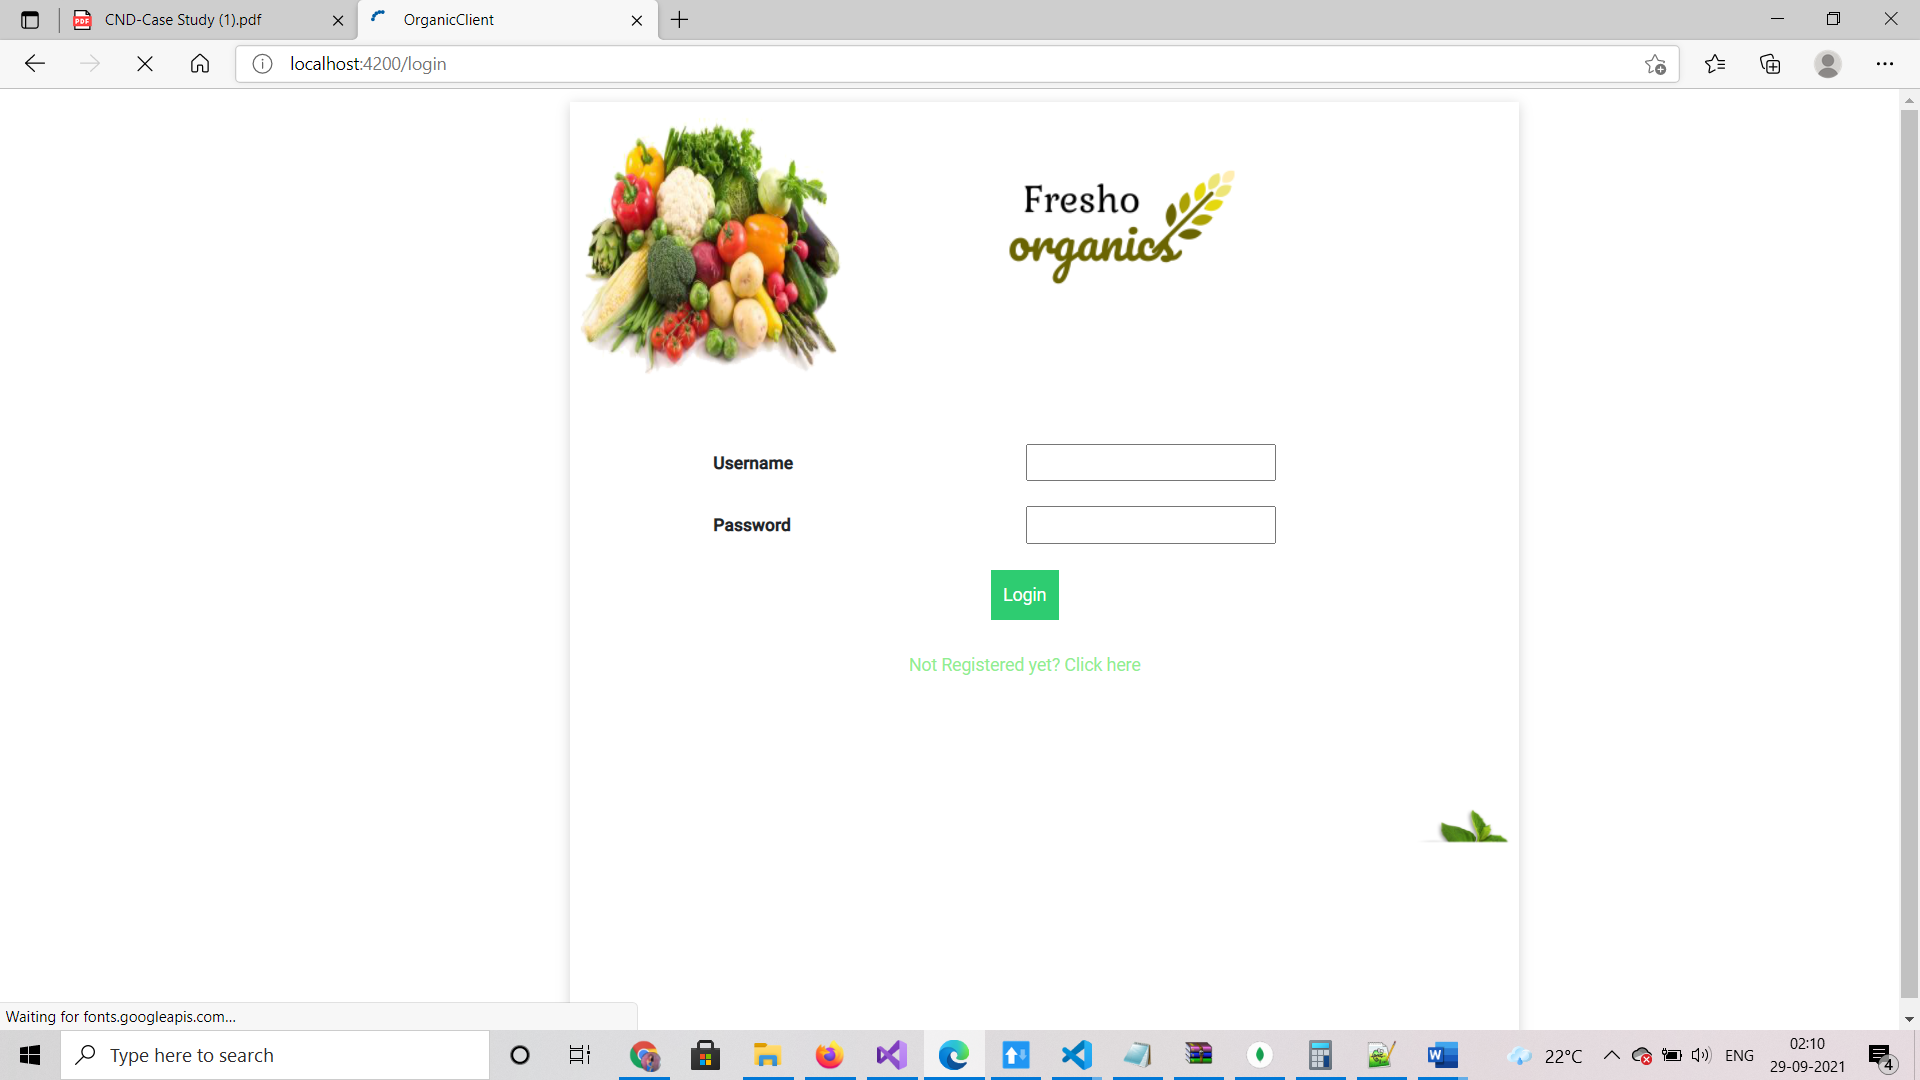 CND-Case Study (1).pdf
OrganicClient
localhost:4200/login
Fresho
organics
Username
Password
Login
Not Registered yet? Click here
Waiting for fonts.googleapis.com...
Type here to search
22°C
ENG
02:10
29-09-2021
4